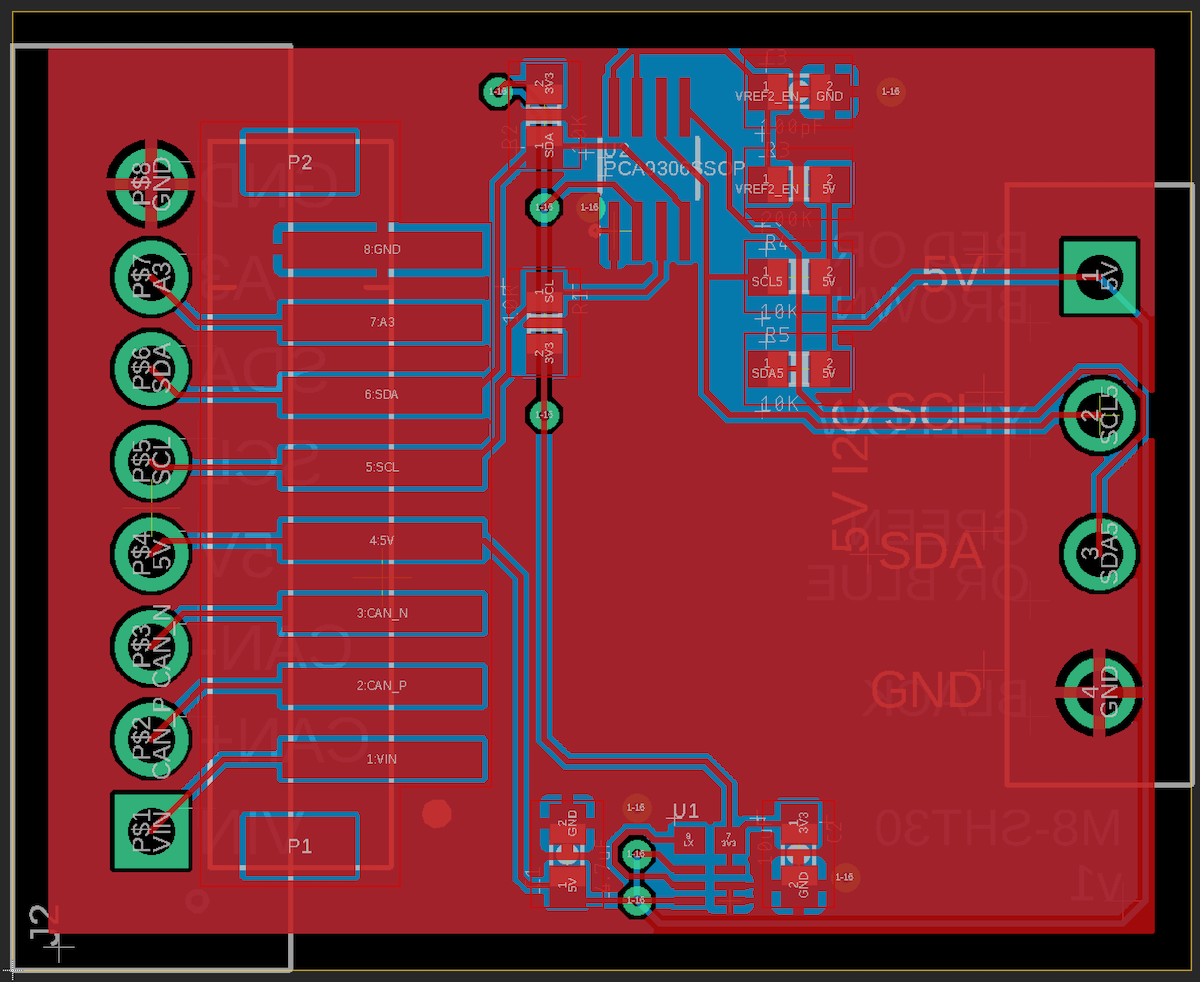 P$8
GND
P$7
A3
P$6
SDA
P$5
SCL
P$4
5V
P$3
CAN_N
P$2
CAN_P
P$1
VIN
J2
P2
8:GND
7:A3
6:SDA
5:SCL
4:5V
3:CAN_N
2:CAN_P
1:VIN
P1
GND
A3
SDA
SCL
5V
CAN-
CAN+
VIN
1-16
2
3V3
R2
10K
1
SDA
1-16
1-16
1
SCL
R1
2
3V3
1-16
U2
PCA9306SSOP
1
VREF2_EN
2
GND
100pF
1-16
R3
1
VREF2_EN
2
5V
200K
R4
1
SCL5
2
5V
10K
R5
1
SDA5
2
5V
10K
5V
SCL
5V I2C
SDA
GND
RED OR
BROWN
GREEN
OR BLUE
BLACK
1
5V
2
SCL5
3
SDA5
4
GND
2
GND
1
5V
4.7uF
1-16
1-16
1-16
U1
8
LX
7
3V3
1
3V3
2
GND
1-16
V1